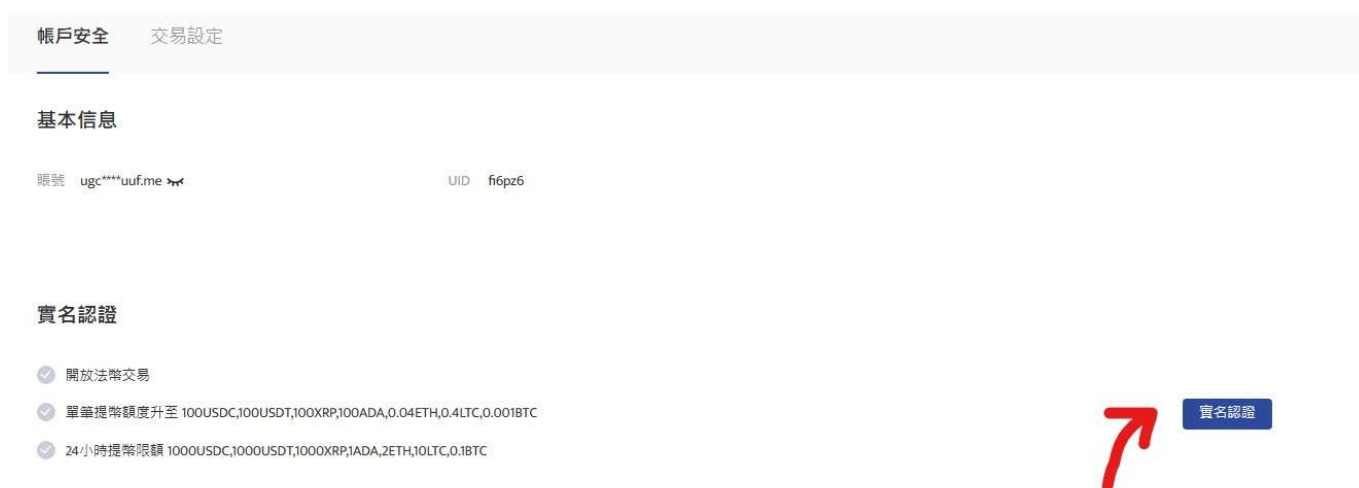 帳戶安全 交易設定
基本信息
賬號 ugc****uuf.me UID fi6pz6
實名認證
開放法幣交易
單筆提幣額度升至 100USDC,100USDT,100XRP,100ADA,0.04ETH,0.4LTC,0.001BTC
實名認證
24小時提幣限額 1000USDC,1000USDT,1000XRP,1ADA,2ETH,10LTC,0.1BTC